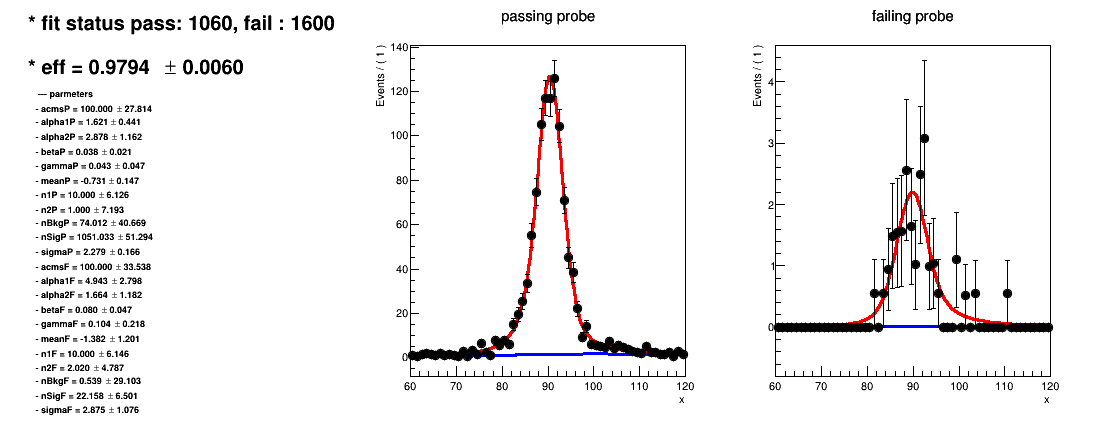 * fit status pass: 1060, fail : 1600
* eff = 0.9794 ± 0.0060
--- parmeters
- acmsP = 100.000 ± 27.814
- alpha1P = 1.621 ± 0.441
- alpha2P = 2.878 ± 1.162
- betaP = 0.038 ± 0.021
- gammaP = 0.043 ± 0.047
- meanP = -0.731 ± 0.147
- n1P = 10.000 ± 6.126
- n2P = 1.000 ± 7.193
- nBkgP = 74.012 ± 40.669
- nSigP = 1051.033 ± 51.294
- sigmaP = 2.279 ± 0.166
- acmsF = 100.000 ± 33.538
- alpha1F = 4.943 ± 2.798
- alpha2F = 1.664 ± 1.182
- betaF = 0.080 ± 0.047
- gammaF = 0.104 ± 0.218
- meanF = -1.382 ± 1.201
- n1F = 10.000 ± 6.146
- n2F = 2.020 ± 4.787
- nBkgF = 0.539 ± 29.103
- nSigF = 22.158 ± 6.501
- sigmaF = 2.875 ± 1.076
passing probe
Events / ( 1 )
140
120
100
80
60
40
20
0
60 70 80 90 100 110 120
x
failing probe
Events / ( 1 )
4
3
2
1
0
60 70 80 90 100 110 120
x